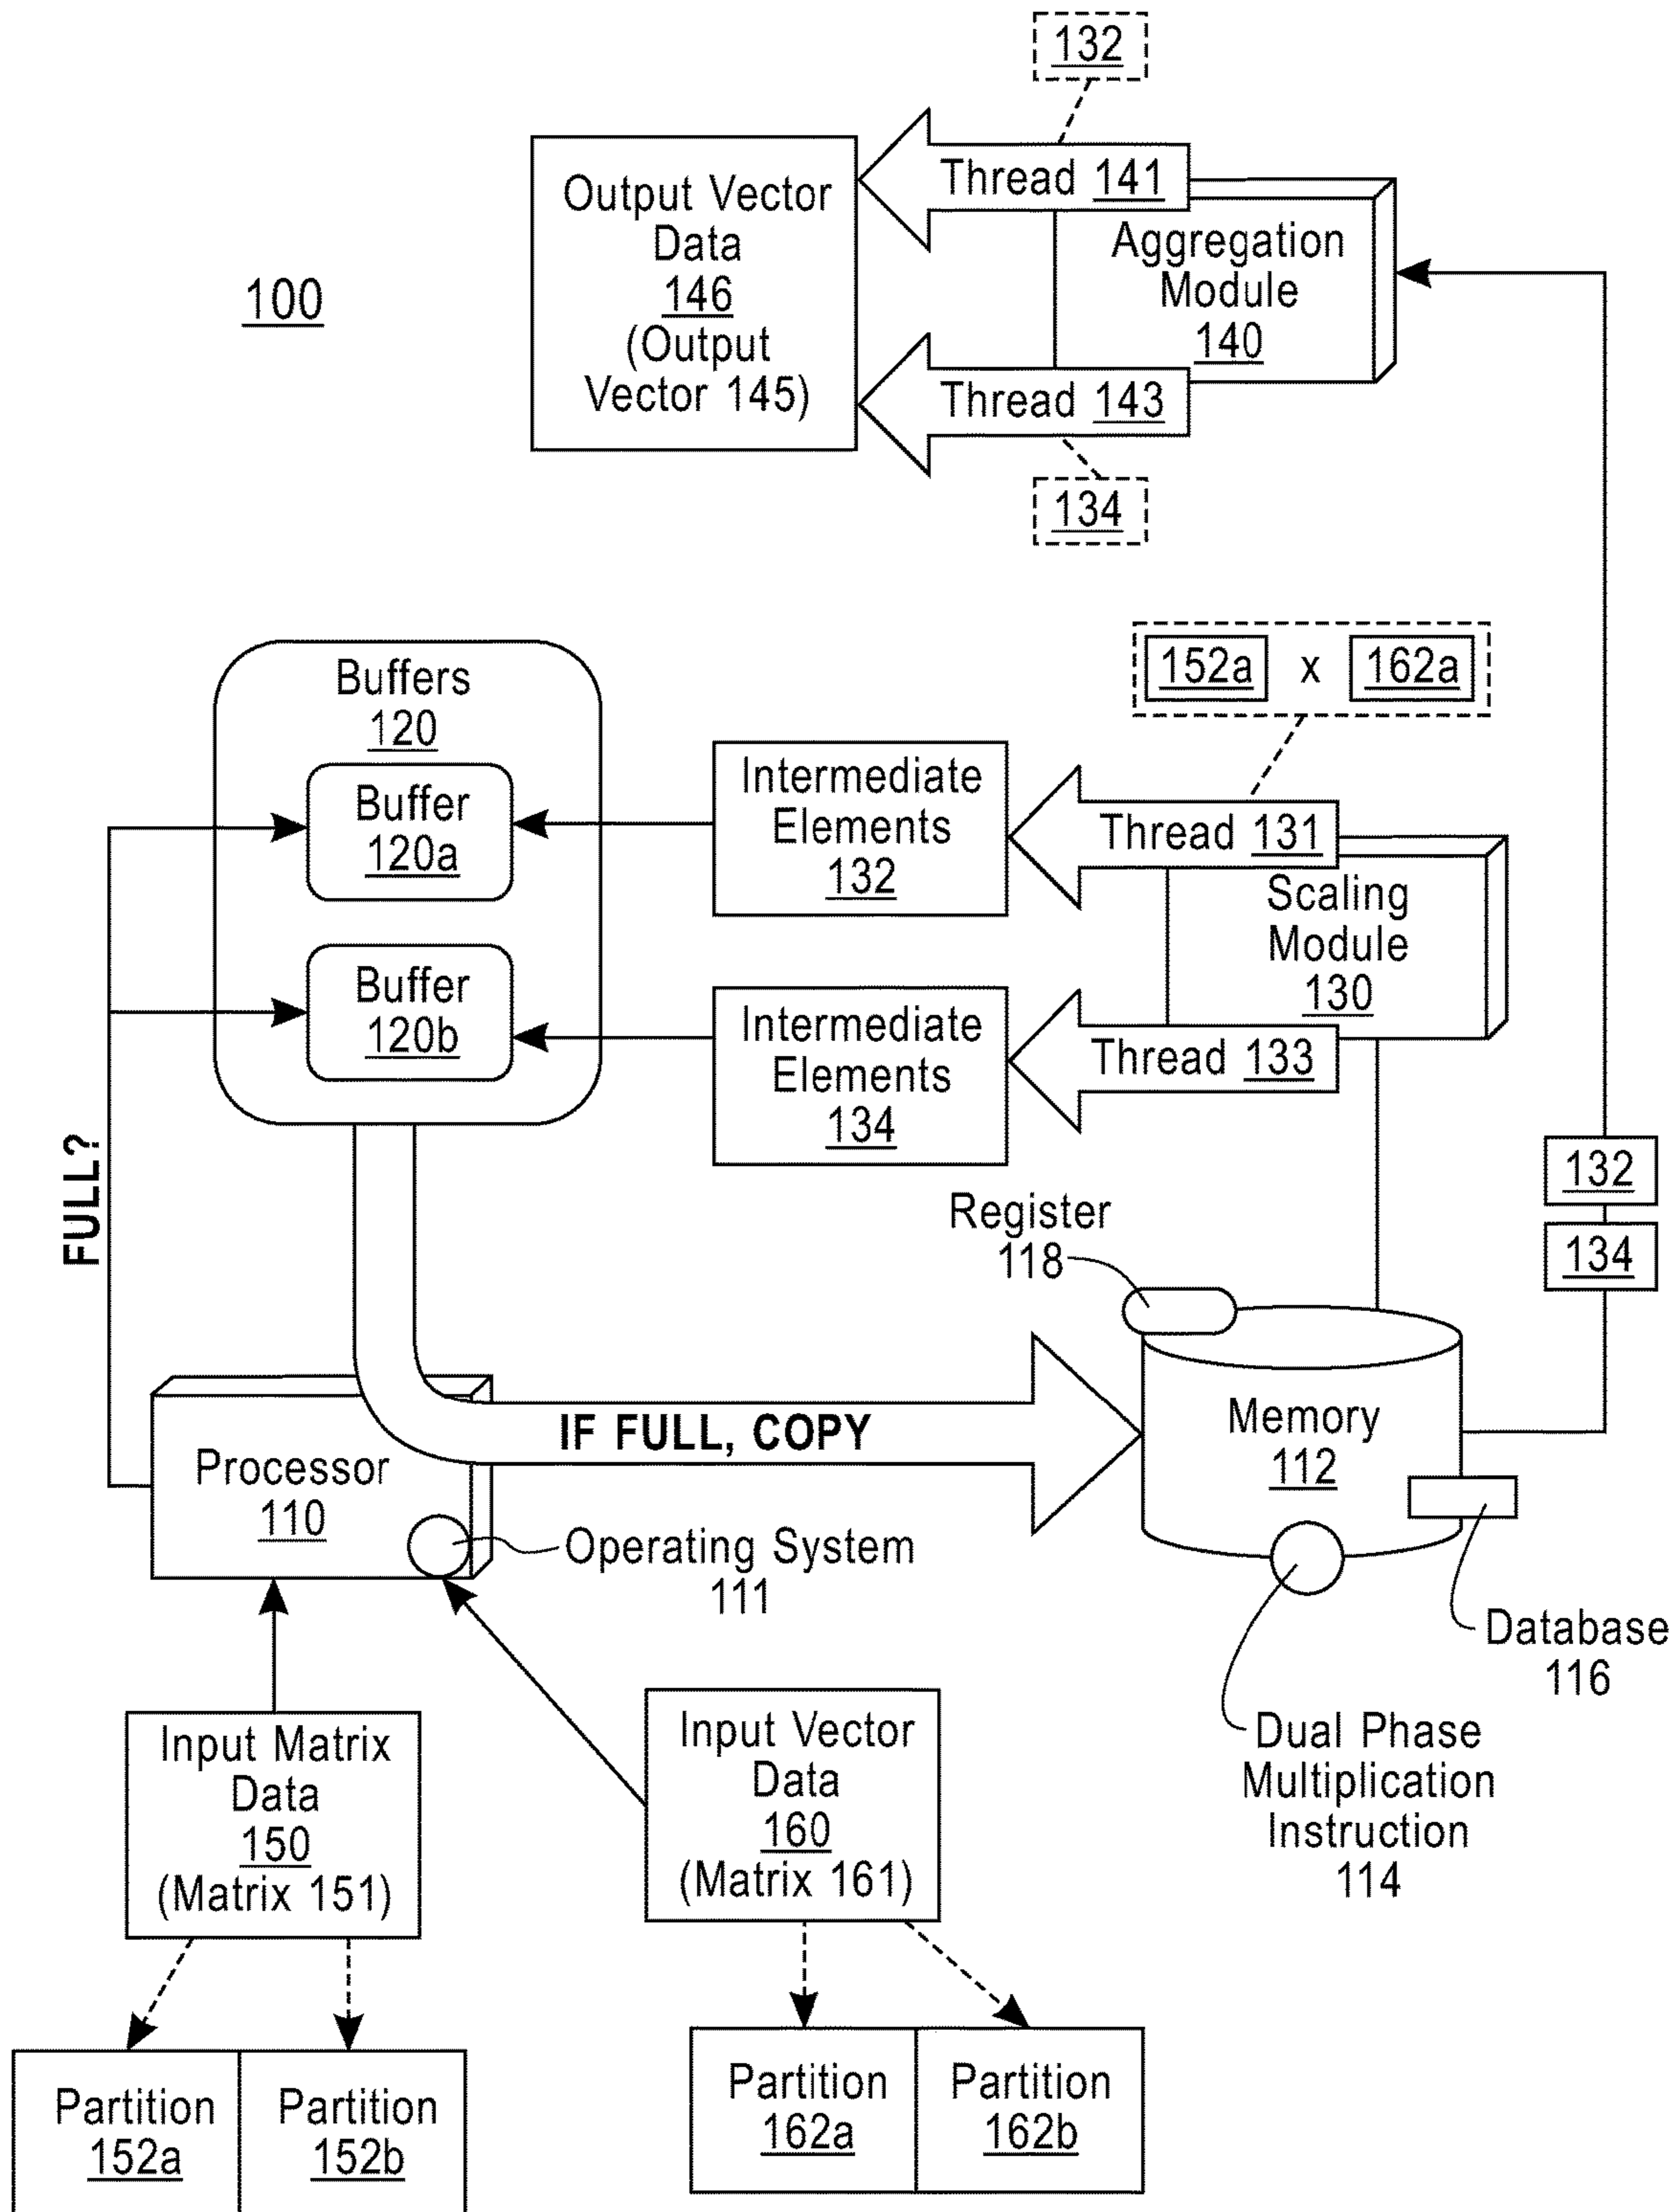 132
Thread 141
Output Vector
Data
146
(Output
Vector 145)
Aggregation
Module
140
100
Thread 143
134
152a x 162a
Buffers
120
Buffer
120a
Intermediate
Elements
132
Thread 131
Scaling
Module
130
Buffer
120b
Intermediate
Elements
134
Thread 133
FULL?
132
134
Register
118
IF FULL, COPY
Memory
112
Processor
110
Operating System
111
Database
116
Dual Phase
Multiplication
Instruction
114
Input Matrix
Data
150
(Matrix 151)
Input Vector
Data
160
(Matrix 161)
Partition
152a
Partition
152b
Partition
162a
Partition
162b